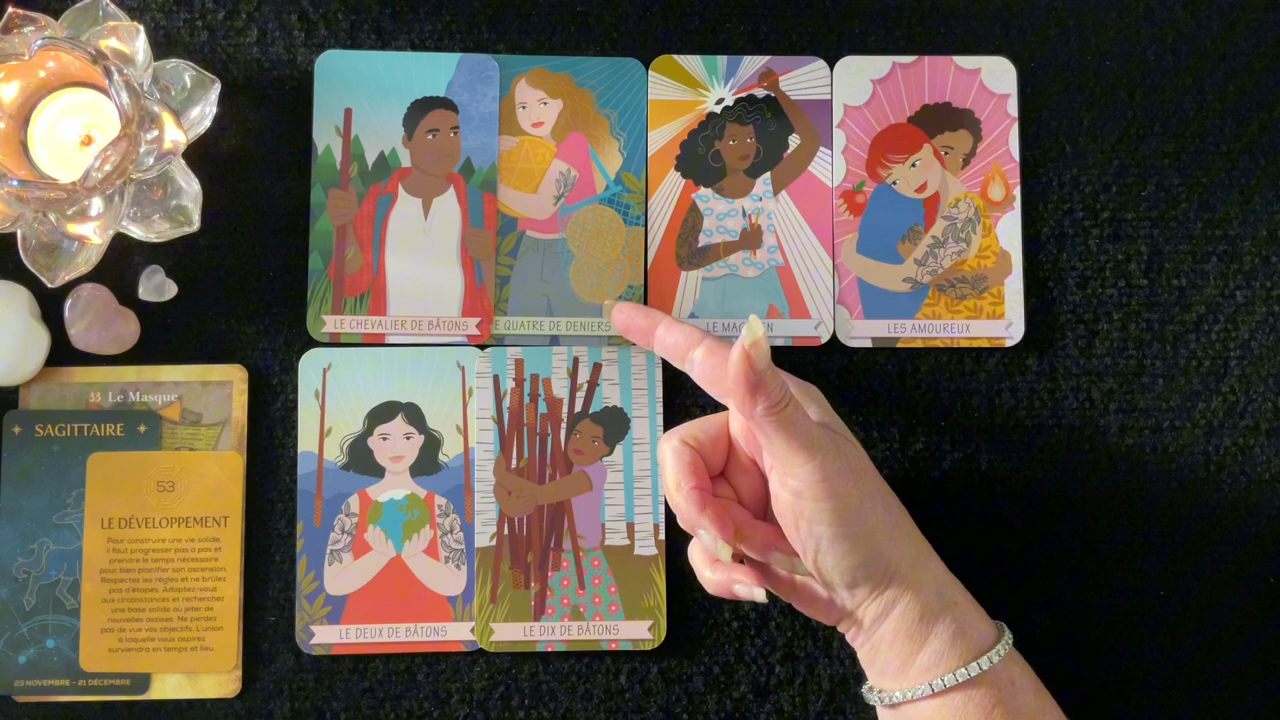 LE CHEVALIER DE BÂTONS
E QUATRE DE DENIERS
LES AMOUREUX
LE DEUX DE BÂTONS
LE DIX DE BÂTONS
33 Le Masque
SAGITTAIRE
53
LE DÉVELOPPEMENT
Pour construire une vie solide,
il faut progresser pas à pas et
prendre le temps nécessaire
pour bien planifier son ascension.
Respectez les règles et ne brûlez
pas d'étapes. Adaptez-vous
aux circonstances et recherchez
une base solide où jeter de
nouvelles assises. Ne perdez
pas de vue vos objectifs. L'union
à laquelle vous aspirez
surviendra en temps et lieu.
23 NOVEMBRE - 21 DÉCEMBRE